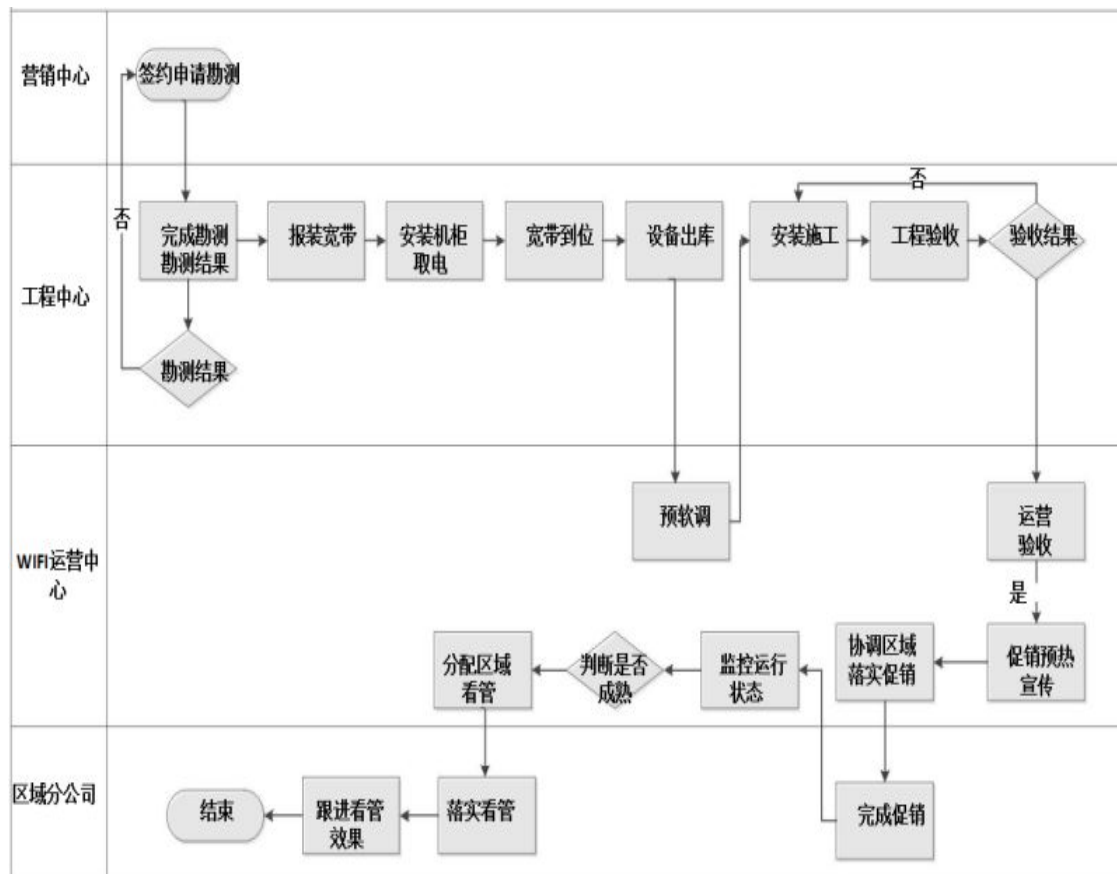 营销中心
签约申请勘测
工程中心
否
完成勘测
勘测结果
报装宽带
安装机柜
取电
宽带到位
设备出库
安装施工
工程验收
否
验收结果
勘测结果
WIFI运营中
心
预软调
运营
验收
是
分配区域
看管
判断是否
成熟
监控运行
状态
协调区域
落实促销
促销预热
宣传
区域分公司
结束
跟进看管
效果
落实看管
完成促销